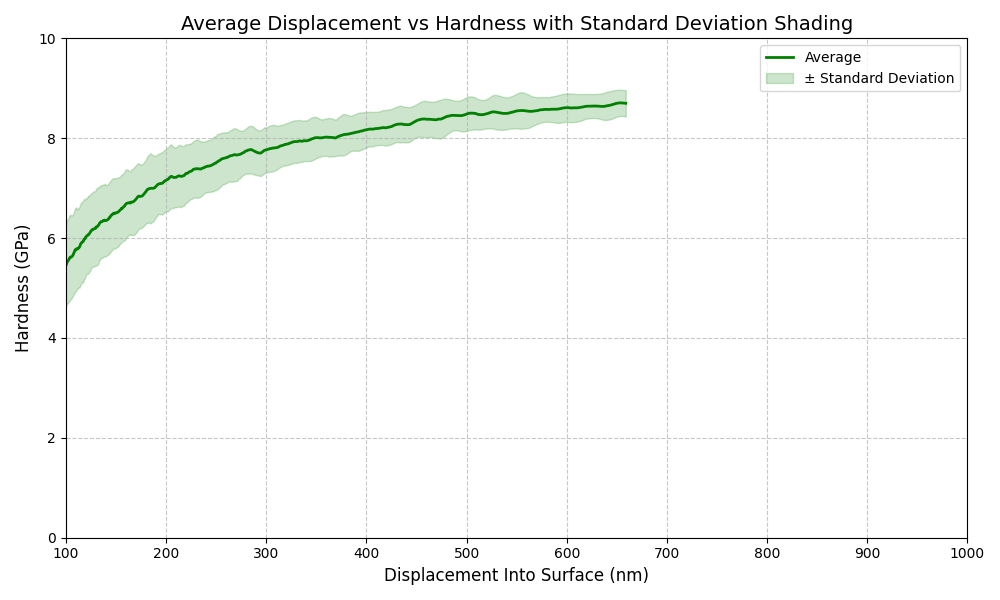 Average Displacement vs Hardness with Standard Deviation Shading
Average
± Standard Deviation
Hardness (GPa)
10
8
6
4
2
0
100 200 300 400 500 600 700 800 900 1000
Displacement Into Surface (nm)